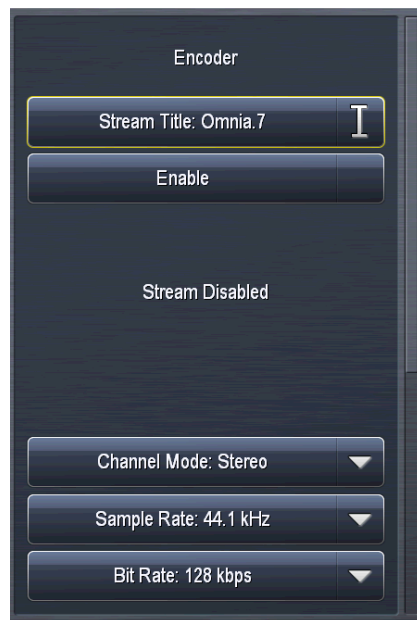 Encoder
Stream Title: Omnia.7
Enable
Stream Disabled
Channel Mode: Stereo
Sample Rate: 44.1 kHz
Bit Rate: 128 kbps